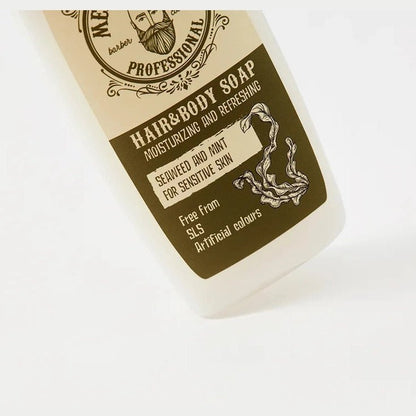 barber
PROFESSIONAL
HAIR&BODY SOAP
MOISTURIZING AND REFRESHING
SEAWEED AND MINT
FOR SENSITIVE SKIN
Free from
SLS
Artificial colours